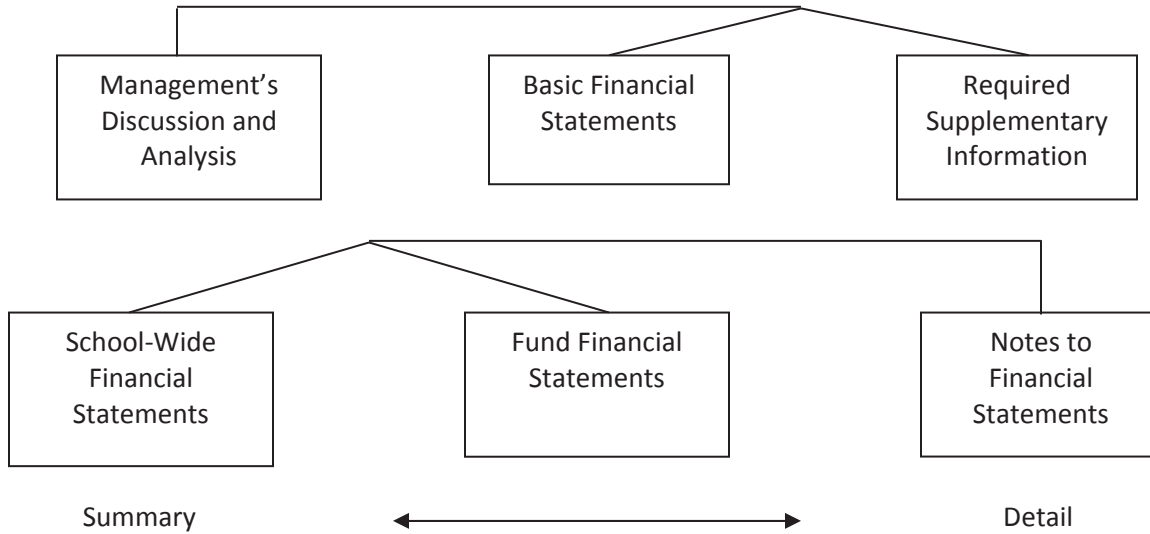 Management’s
Discussion and
Analysis
Basic Financial
Statements
Required
Supplementary
Information
School-Wide
Financial
Statements
Fund Financial
Statements
Notes to
Financial
Statements
Summary
Detail